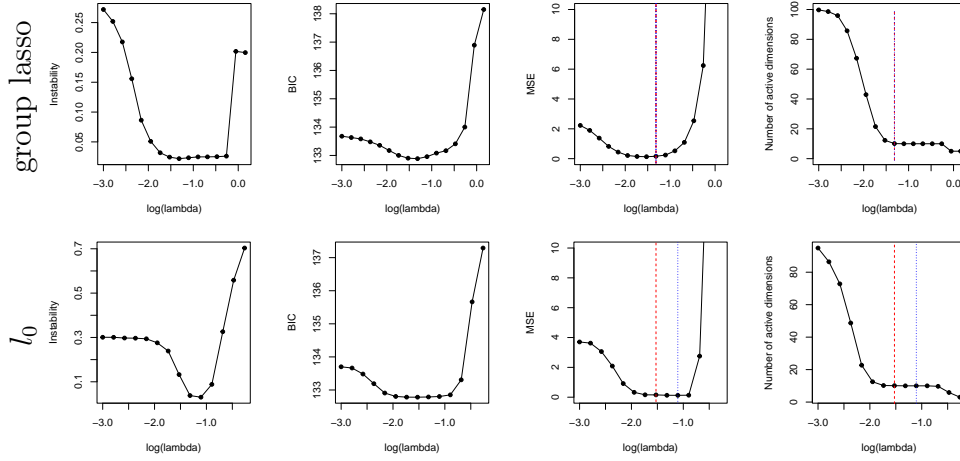 group lasso
Instability
0.05 0.10 0.15 0.20 0.25
−3.0 −2.0 −1.0 0.0
log(lambda)
BIC
133 134 135 136 137 138
−3.0 −2.0 −1.0 0.0
log(lambda)
MSE
0 2 4 6 8 10
−3.0 −2.0 −1.0 0.0
log(lambda)
Number of active dimensions
0 20 40 60 80 100
−3.0 −2.0 −1.0 0.0
log(lambda)
l0
Instability
0.1 0.3 0.5 0.7
−3.0 −2.0 −1.0
log(lambda)
BIC
133 134 135 136 137
−3.0 −2.0 −1.0
log(lambda)
MSE
0 2 4 6 8 10
−3.0 −2.0 −1.0
log(lambda)
Number of active dimensions
0 20 40 60 80
−3.0 −2.0 −1.0
log(lambda)